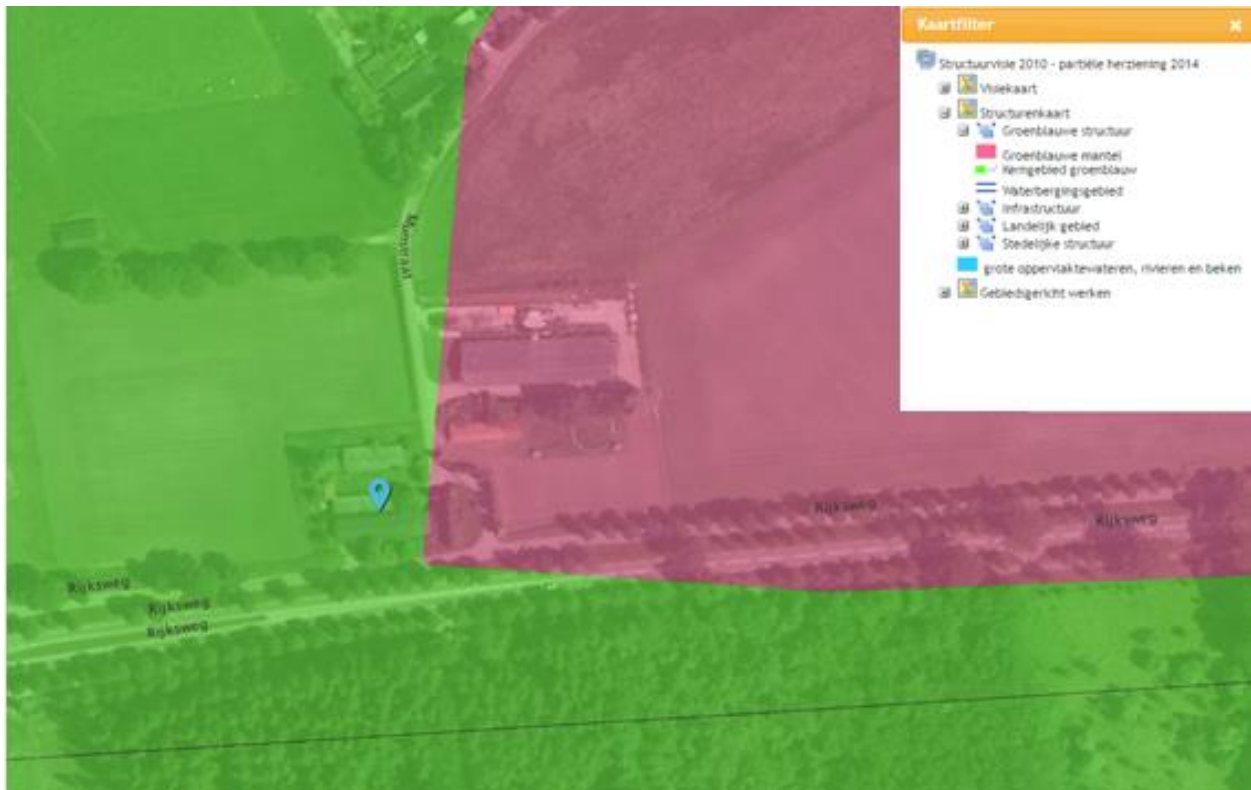 Kaartfilter
Structuurvisie 2010 - partiële herziening 2014
Visiekaart
Structurenkaart
Groenblauwe structuur
Groenblauwe mantel
Kerngebied groenblauw
Waterbergingsgebied
Infrastructuur
Landelijk gebied
Stedelijke structuur
grote oppervlaktewateren, rivieren en beken
Gebiedsgericht werken
Rijksweg
Rijksweg
Rijksweg
Rijksweg
Rijksweg